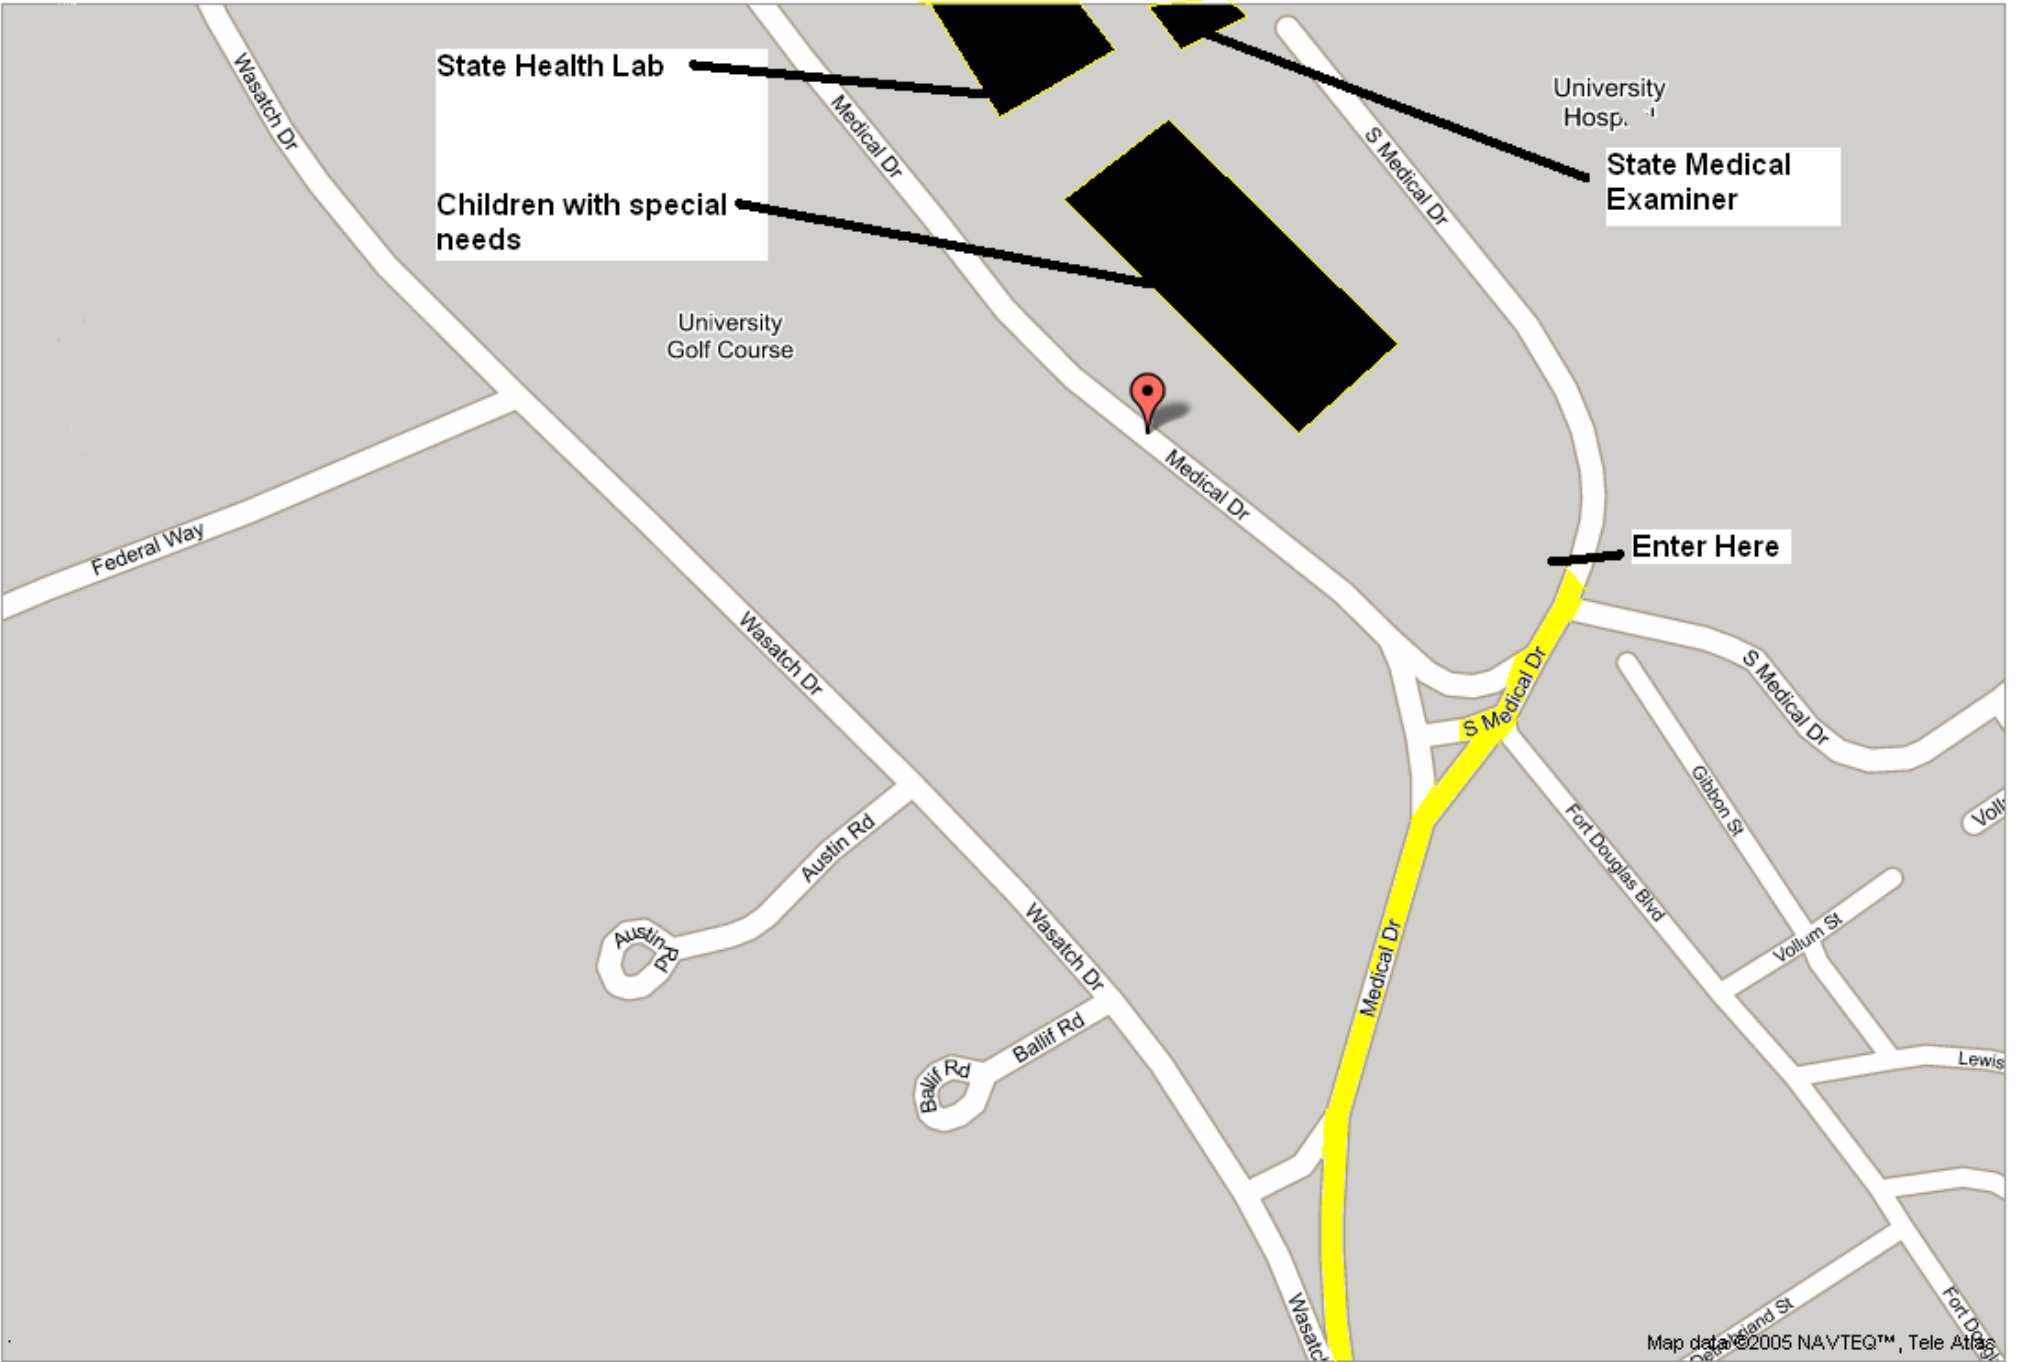 State Health Lab
Children with special
needs
University
Golf Course
University
Hosp.
State Medical
Examiner
Enter Here
Wasatch Dr
Medical Dr
S Medical Dr
Medical Dr
Federal Way
Wasatch Dr
S Medical Dr
S Medical Dr
Gibbon St
Fort Douglas Blvd
Vollum St
Austin Rd
Austin Rd
Wasatch Dr
Medical Dr
Ballif Rd
Ballif Rd
Lewis
Map data ©2005 NAVTEQ™, Tele Atlas